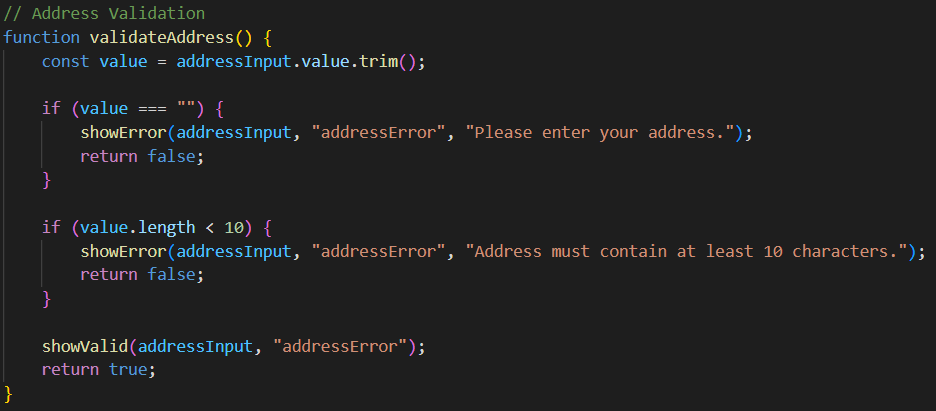 // Address Validation
function validateAddress() {
    const value = addressInput.value.trim();

    if (value === "") {
        showError(addressInput, "addressError", "Please enter your address.");
        return false;
    }

    if (value.length < 10) {
        showError(addressInput, "addressError", "Address must contain at least 10 characters.");
        return false;
    }

    showValid(addressInput, "addressError");
    return true;
}